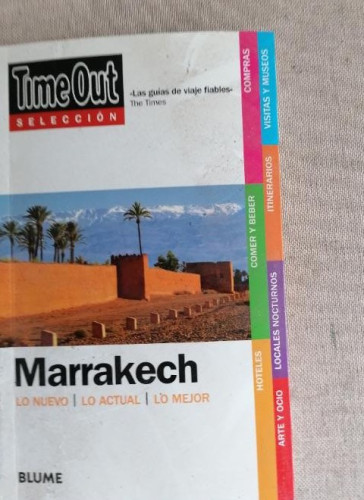 Time Out
SELECCIÓN
«Las guías de viaje fiables»
The Times
COMPRAS
VISITAS Y MUSEOS
ITINERARIOS
COMER Y BEBER
LOCALES NOCTURNOS
HOTELES
ARTE Y OCIO
Marrakech
LO NUEVO | LO ACTUAL | LO MEJOR
BLUME